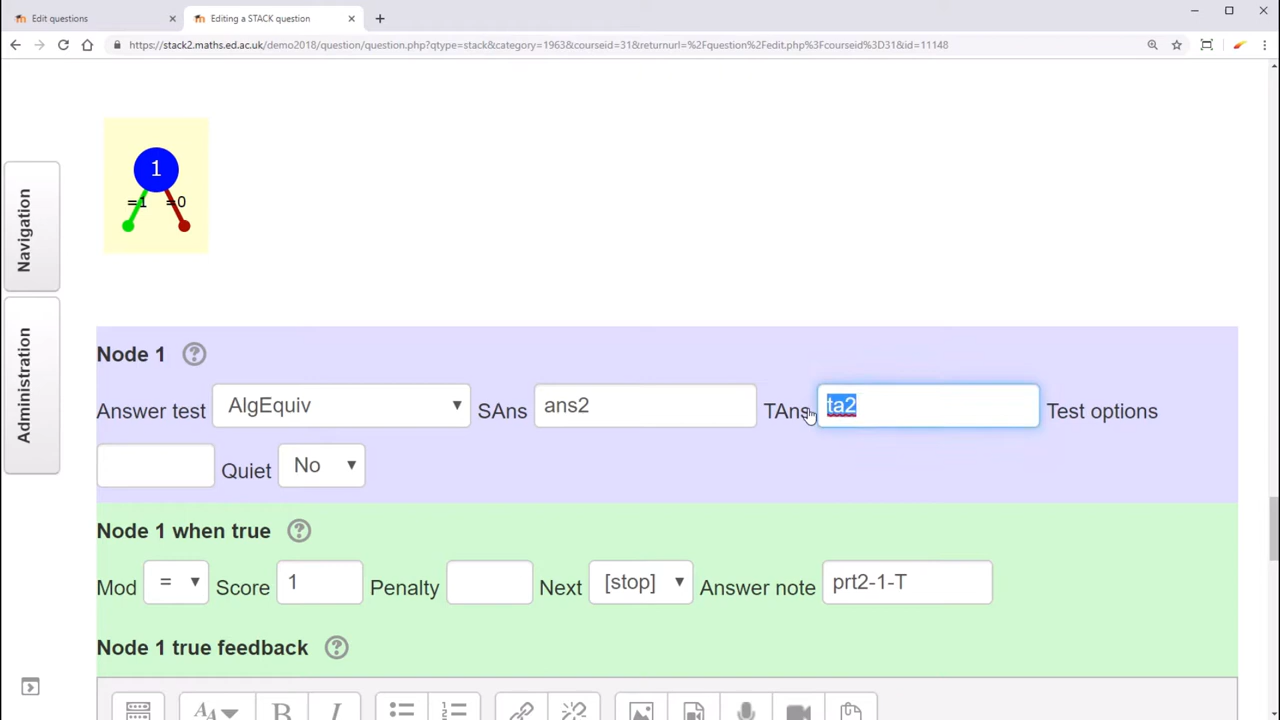 Edit questions
Editing a STACK question
https://stack2.maths.ed.ac.uk/demo2018/question/question.php?qtype=stack&category=1963&courseid=31&returnurl=%2Fquestion%2Fedit.php%3Fcourseid%3D31&id=11148
Navigation
Administration
1
=1 =0
Node 1
Answer test AlgEquiv SAns ans2 TAns ta2 Test options
Quiet No
Node 1 when true
Mod = Score 1 Penalty Next [stop] Answer note prt2-1-T
Node 1 true feedback